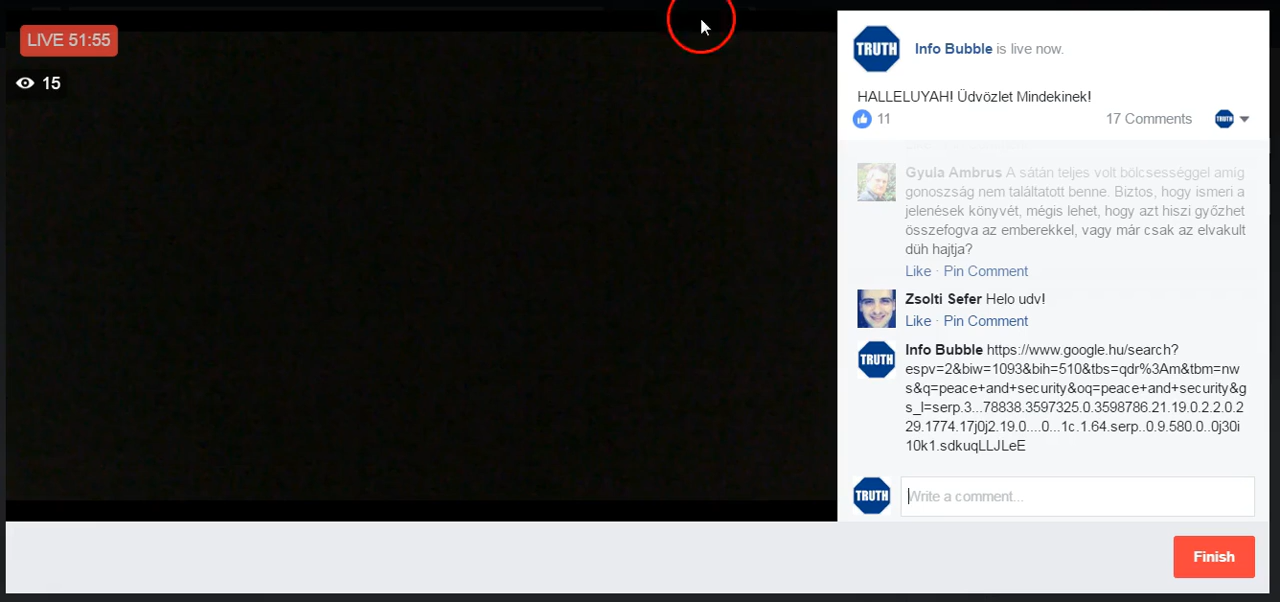 LIVE 51:55
15
TRUTH
Info Bubble is live now.
HALLELUYAH! Üdvözlet Mindekinek!
11
17 Comments
TRUTH
Gyula Ambrus A sátán teljes volt bölcsességgel amíg
gonoszság nem találtatott benne. Biztos, hogy ismeri a
jelenések könyvét, mégis lehet, hogy azt hiszi győzhet
összefogva az emberekkel, vagy már csak az elvakult
düh hajtja?
Like · Pin Comment
Zsolti Sefer Helo udv!
Like · Pin Comment
TRUTH
Info Bubble https://www.google.hu/search?
espv=2&biw=1093&bih=510&tbs=qdr%3Am&tbm=nw
s&q=peace+and+security&oq=peace+and+security&g
s_l=serp.3...78838.3597325.0.3598786.21.19.0.2.2.0.2
29.1774.17j0j2.19.0....0...1c.1.64.serp..0.9.580.0..0j30i
10k1.sdkuqLLJLeE
TRUTH
Write a comment...
Finish